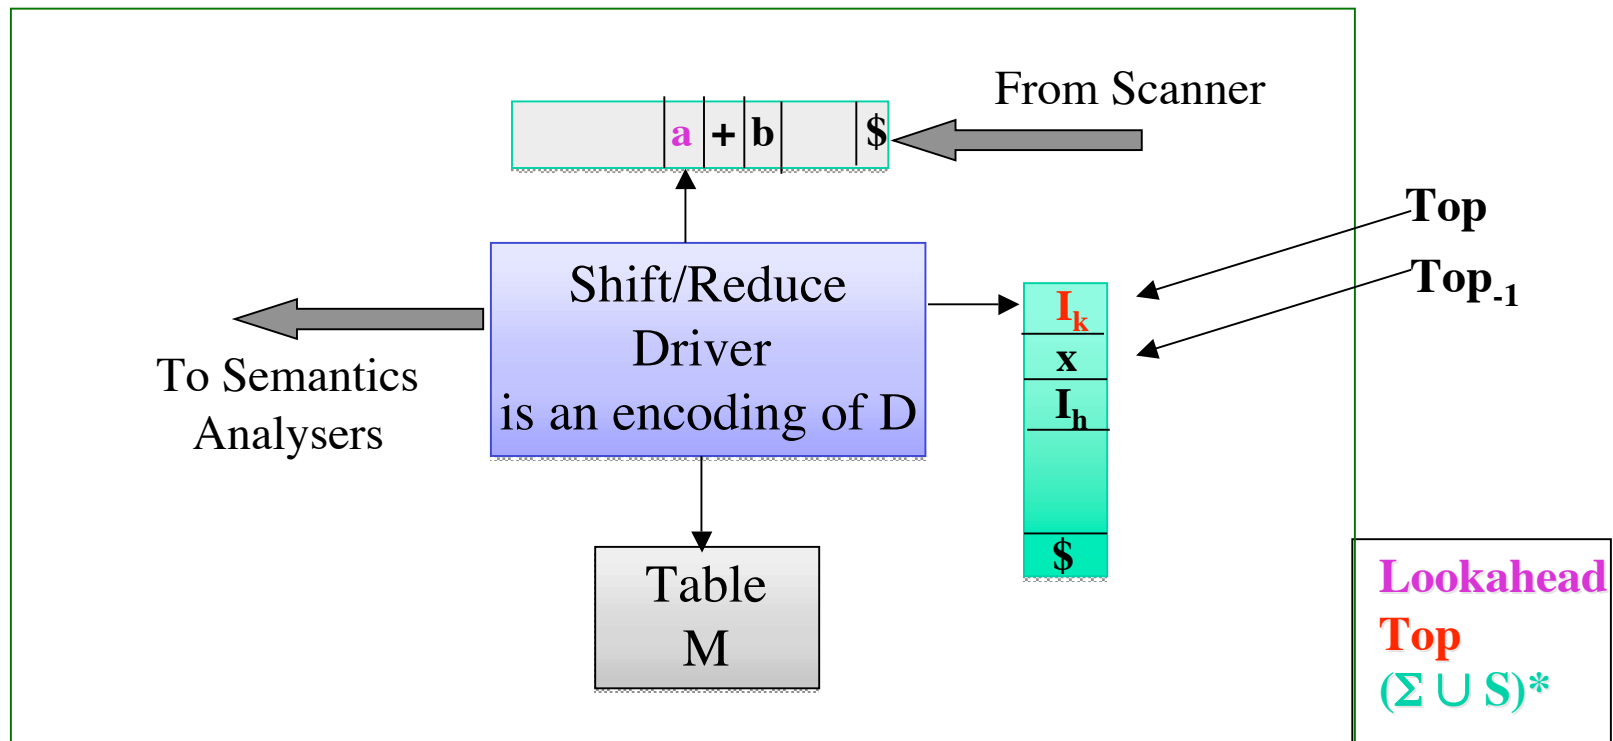 From Scanner
a + b $
Top
Top-1
Shift/Reduce
Driver
is an encoding of D
Ik
x
Ih
$
To Semantics
Analysers
Table
M
Lookahead
Top
(Σ ∪ S)*